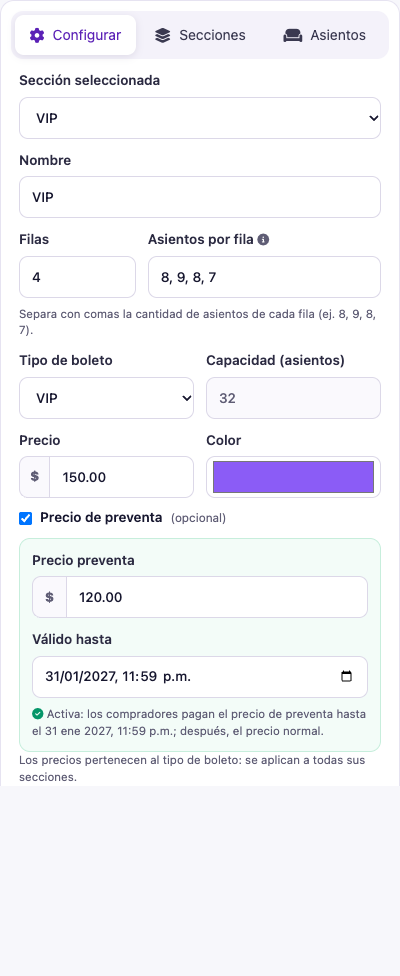 Configurar
Secciones
Asientos
Sección seleccionada
VIP
Nombre
VIP
Filas
Asientos por fila
4
8, 9, 8, 7
Separa con comas la cantidad de asientos de cada fila (ej. 8, 9, 8,
7).
Tipo de boleto
Capacidad (asientos)
VIP
32
Precio
Color
$ 150.00
Precio de preventa (opcional)
Precio preventa
$ 120.00
Válido hasta
31/01/2027, 11:59 p.m.
Activa: los compradores pagan el precio de preventa hasta
el 31 ene 2027, 11:59 p.m.; después, el precio normal.
Los precios pertenecen al tipo de boleto: se aplican a todas sus
secciones.